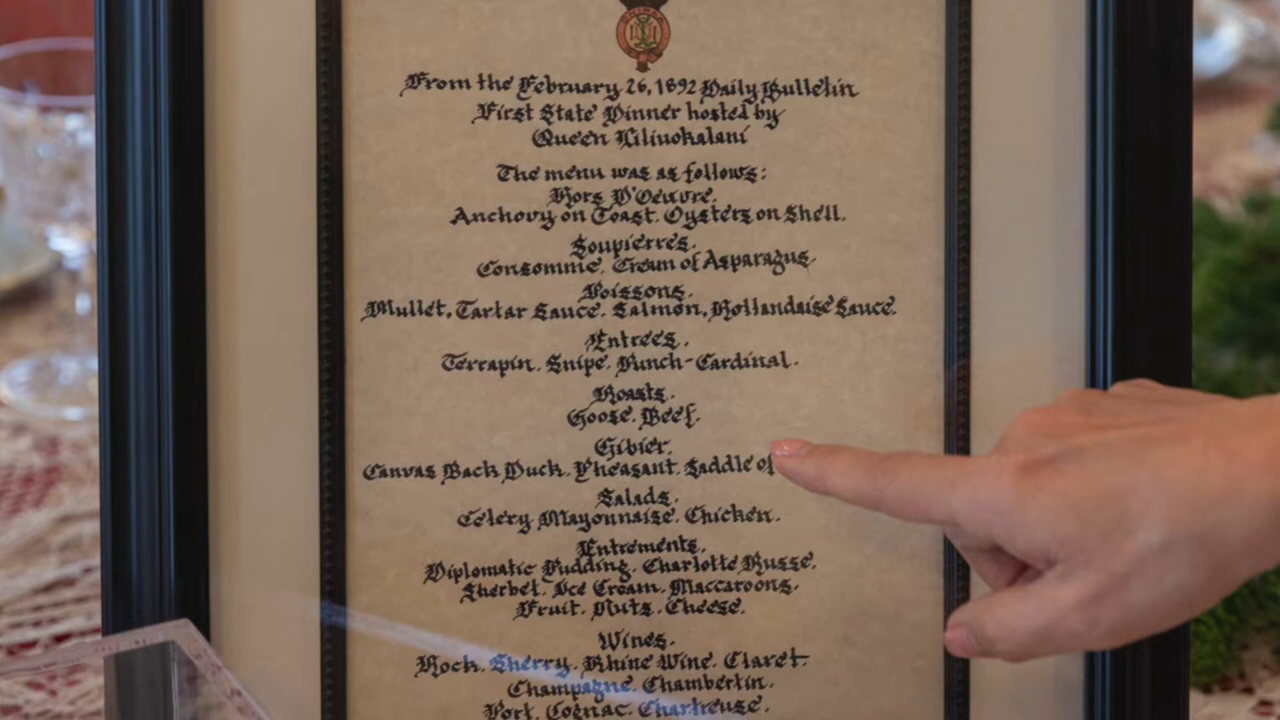 From the February 26, 1892 Daily Bulletin
First State Dinner hosted by
Queen Liliuokalani
The menu was as follows:
Hors D'Oeuvre.
Anchovy on Toast. Oysters on Shell.
Soupierres.
Consomme. Cream of Asparagus.
Poissons.
Mullet, Tartar Sauce. Salmon, Hollandaise Sauce.
Entrees.
Terrapin. Snipe. Punch-Cardinal.
Roasts.
Goose. Beef.
Gibier.
Canvas Back Duck. Pheasant. Saddle of
Salads.
Celery Mayonnaise. Chicken.
Entrements.
Diplomatic Pudding. Charlotte Russe.
Sherbet. Ice Cream. Maccaroons.
Fruit. Nuts. Cheese.
Wines.
Hock. Sherry. Rhine Wine. Claret.
Champagne. Chambertin.
Port. Cognac. Chartreuse.